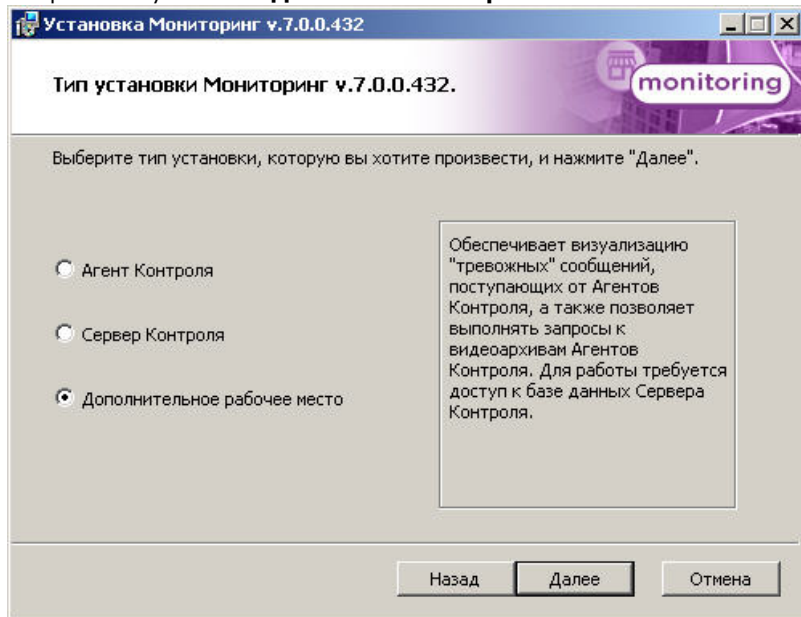 Установка Мониторинг v.7.0.0.432
Тип установки Мониторинг v.7.0.0.432.
monitoring
Выберите тип установки, которую вы хотите произвести, и нажмите "Далее".
Агент Контроля
Сервер Контроля
Дополнительное рабочее место
Обеспечивает визуализацию
"тревожных" сообщений,
поступающих от Агентов
Контроля, а также позволяет
выполнять запросы к
видеоархивам Агентов
Контроля. Для работы требуется
доступ к базе данных Сервера
Контроля.
Назад
Далее
Отмена